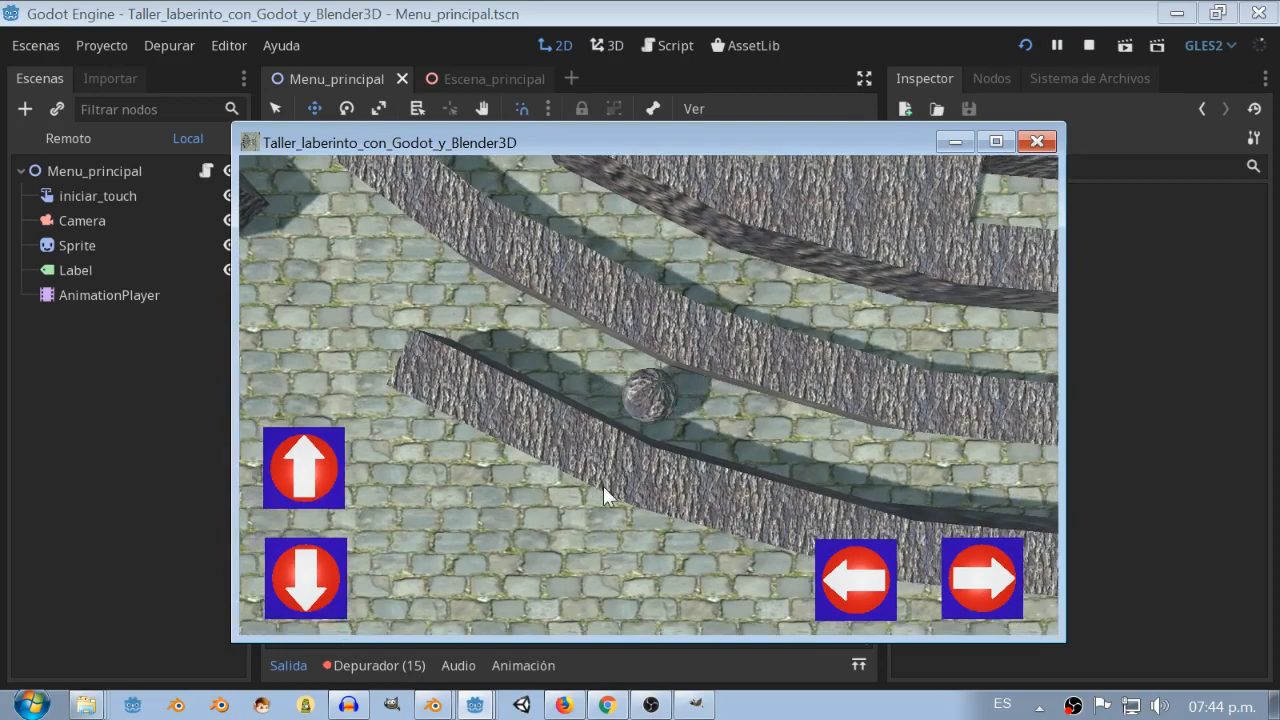 Godot Engine - Taller_laberinto_con_Godot_y_Blender3D - Menu_principal.tscn
Escenas Proyecto Depurar Editor Ayuda 2D 3D Script AssetLib GLES2
Escenas Importar Menu_principal Escena_principal Inspector Nodos Sistema de Archivos
Filtrar nodos Ver
Remoto Local
Taller_laberinto_con_Godot_y_Blender3D
Menu_principal
iniciar_touch
Camera
Sprite
Label
AnimationPlayer
Salida Depurador (15) Audio Animación
ES 07:44 p.m.